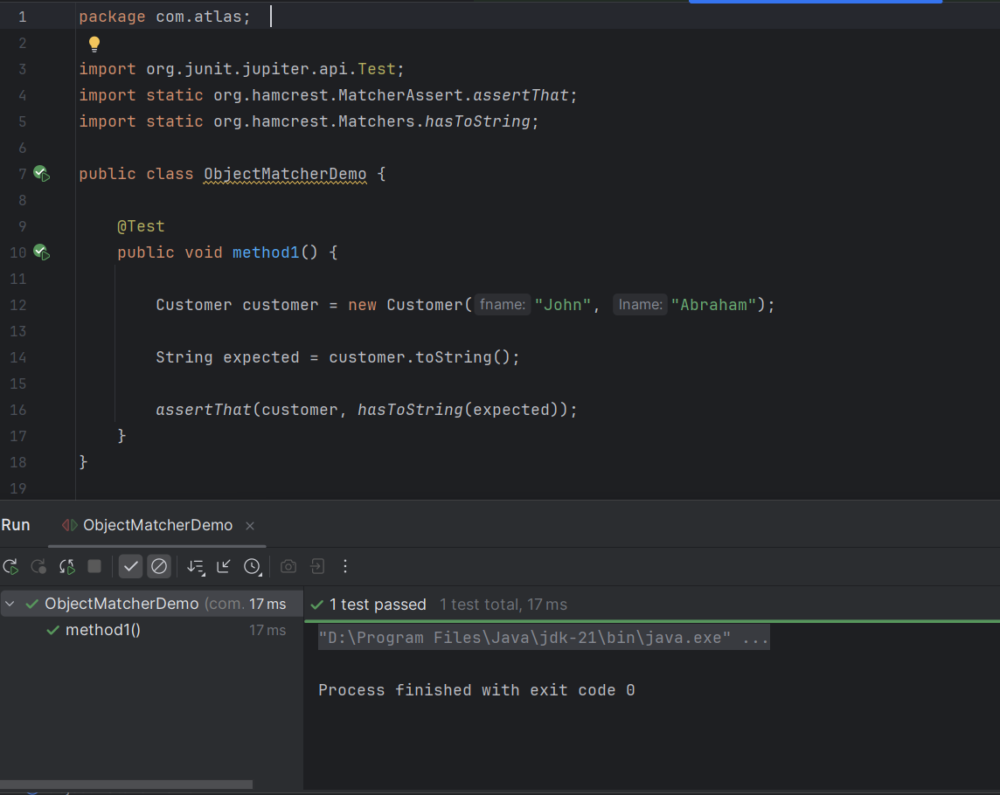 1 package com.atlas;
2
3 import org.junit.jupiter.api.Test;
4 import static org.hamcrest.MatcherAssert.assertThat;
5 import static org.hamcrest.Matchers.hasToString;
6
7 public class ObjectMatcherDemo {
8
9 @Test
10 public void method1() {
11
12 Customer customer = new Customer( fname: "John", lname: "Abraham");
13
14 String expected = customer.toString();
15
16 assertThat(customer, hasToString(expected));
17 }
18 }
19
Run ObjectMatcherDemo ×
ObjectMatcherDemo (com. 17 ms
method1() 17 ms
1 test passed 1 test total, 17 ms
"D:\Program Files\Java\jdk-21\bin\java.exe" ...
Process finished with exit code 0